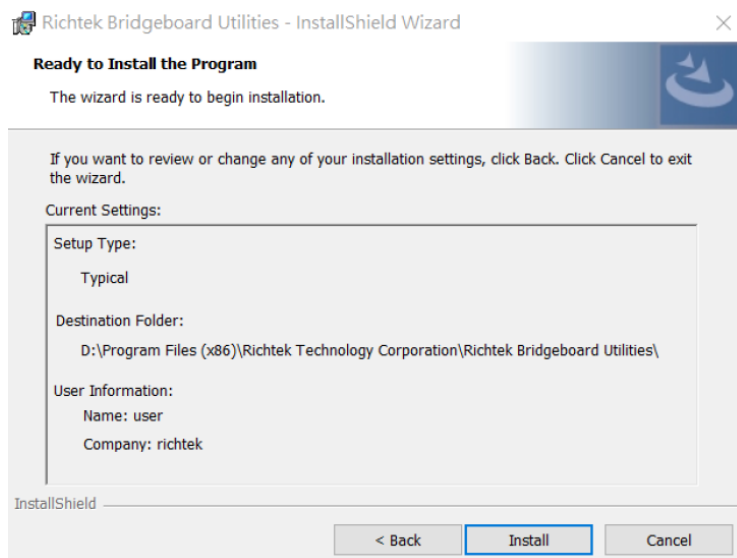 Richtek Bridgeboard Utilities - InstallShield Wizard
Ready to Install the Program
The wizard is ready to begin installation.
If you want to review or change any of your installation settings, click Back. Click Cancel to exit
the wizard.
Current Settings:
Setup Type:
Typical
Destination Folder:
D:\Program Files (x86)\Richtek Technology Corporation\Richtek Bridgeboard Utilities\
User Information:
Name: user
Company: richtek
InstallShield
< Back
Install
Cancel